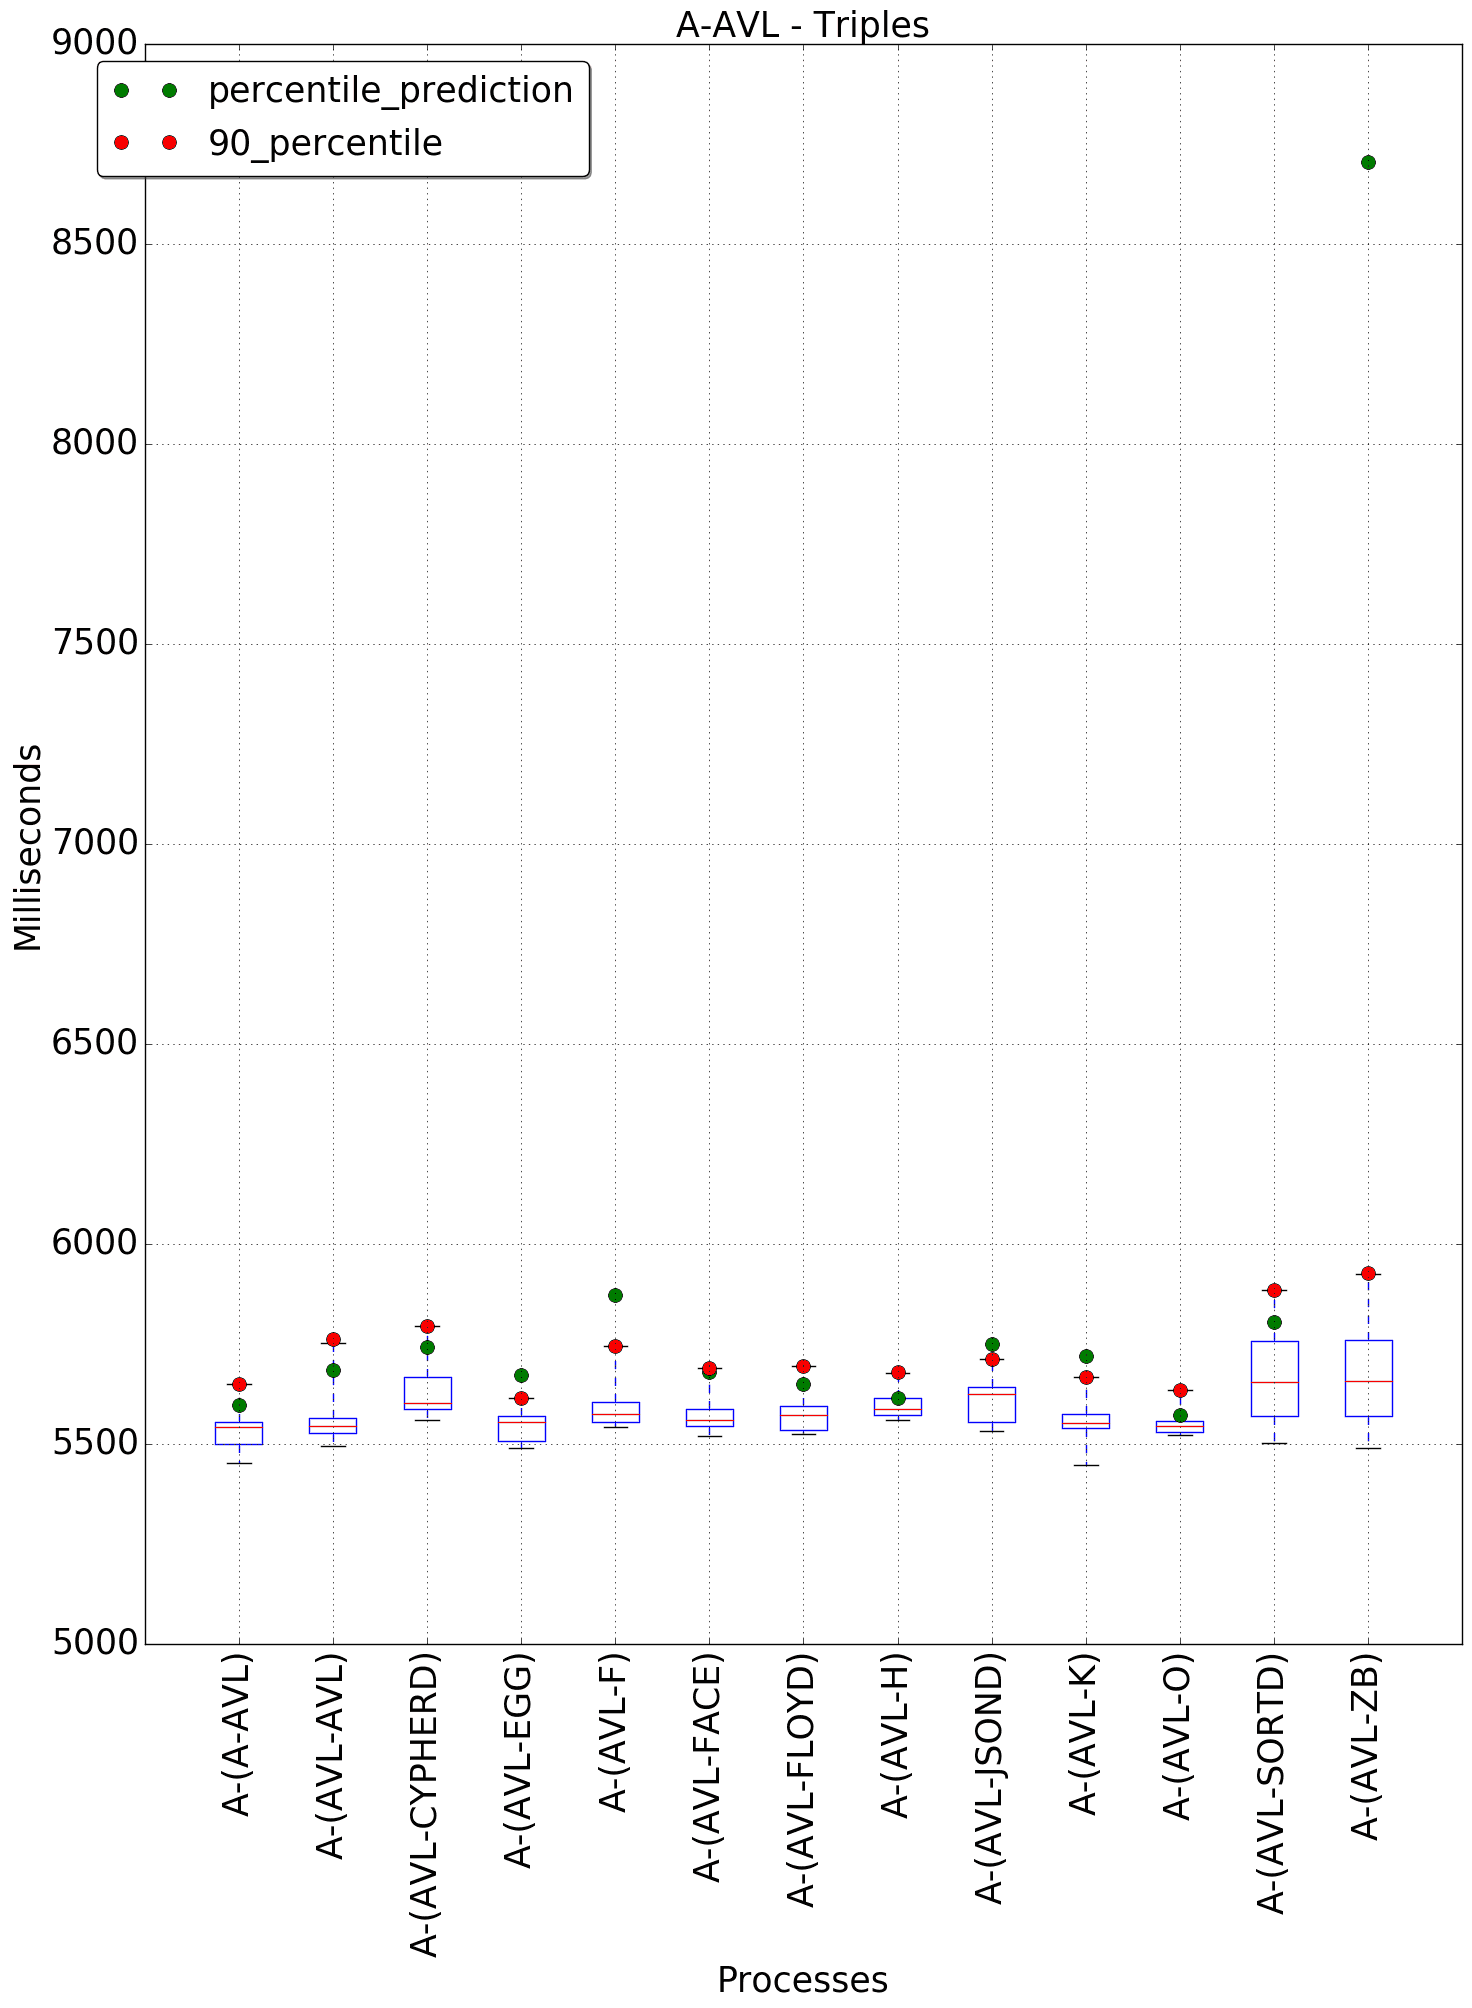 A-AVL - Triples
percentile_prediction
90_percentile
9000
8500
8000
7500
7000
6500
6000
5500
5000
Milliseconds
A-(A-AVL)
A-(AVL-AVL)
A-(AVL-CYPHERD)
A-(AVL-EGG)
A-(AVL-F)
A-(AVL-FACE)
A-(AVL-FLOYD)
A-(AVL-H)
A-(AVL-JSOND)
A-(AVL-K)
A-(AVL-O)
A-(AVL-SORTD)
A-(AVL-ZB)
Processes